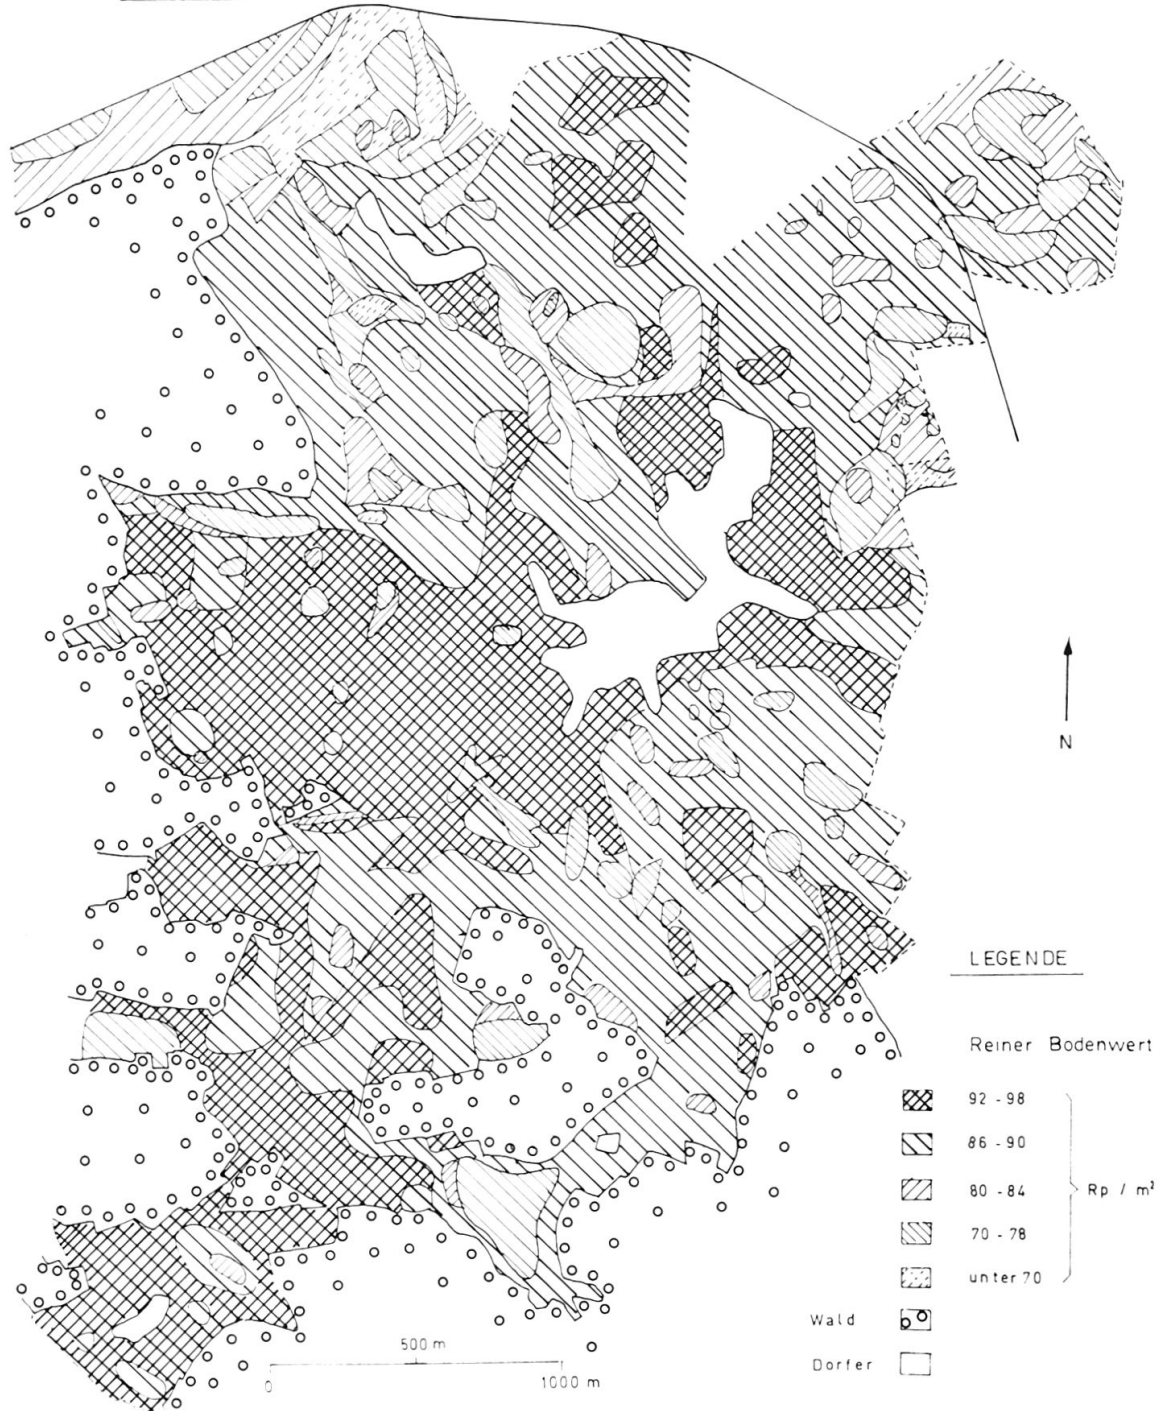 N
LEGENDE
Reiner Bodenwert
92 - 98
86 - 90
80 - 84
Rp / m²
70 - 78
unter 70
Wald
Dorfer
500 m
0
1000 m